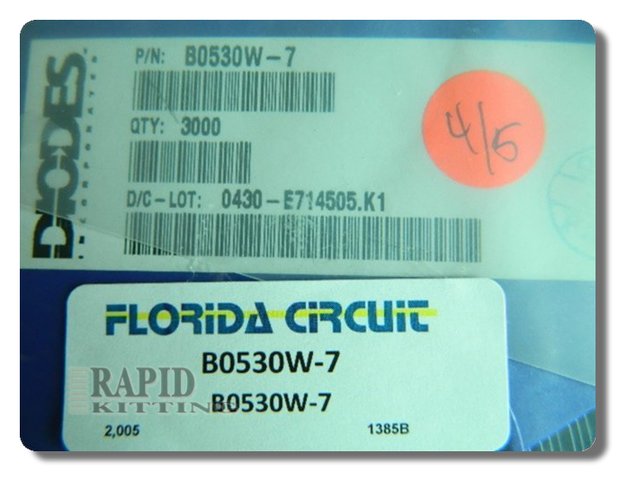 DIODES
INCORPORATED
P/N: B0530W-7
QTY: 3000
D/C-LOT: 0430-E714505.K1
4/5
FLORIDA CIRCUIT
B0530W-7
B0530W-7
RAPID
KITTING
2,005 1385B